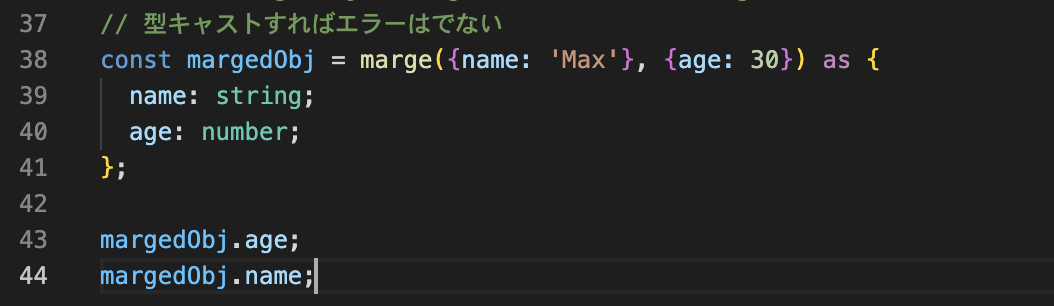 37 // 型キャストすればエラーはでない
38 const margedObj = marge({name: 'Max'}, {age: 30}) as {
39 name: string;
40 age: number;
41 };
42
43 margedObj.age;
44 margedObj.name;